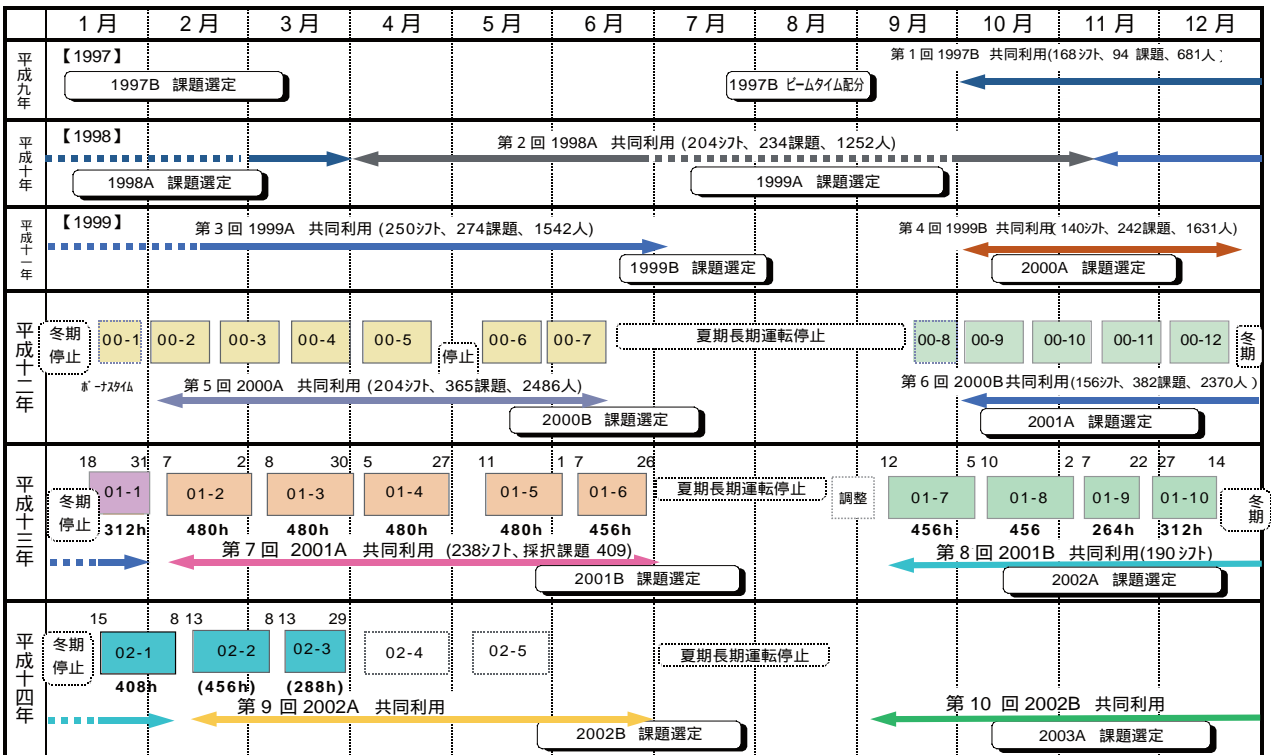 1月 2月 3月 4月 5月 6月 7月 8月 9月 10月 11月 12月
平成九年
【1997】
第1回 1997B 共同利用(168ｼﾌﾄ、94 課題、681人)
1997B 課題選定
1997B ビームタイム配分
平成十年
【1998】
第2回 1998A 共同利用 (204ｼﾌﾄ、234課題、1252人)
1998A 課題選定
1999A 課題選定
平成十一年
【1999】
第3回 1999A 共同利用 (250ｼﾌﾄ、274課題、1542人)
第4回 1999B 共同利用(140ｼﾌﾄ、242課題、1631人)
1999B 課題選定
2000A 課題選定
平成十二年
冬期
停止
00-1 00-2 00-3 00-4 00-5
停止
00-6 00-7
夏期長期運転停止
00-8 00-9 00-10 00-11 00-12
冬期
ﾎﾞｰﾅｽﾀｲﾑ
第5回 2000A 共同利用 (204ｼﾌﾄ、365課題、2486人)
第6回 2000B 共同利用(156ｼﾌﾄ、382課題、2370人)
2000B 課題選定
2001A 課題選定
平成十三年
18 31 7 2 8 30 5 27 11 1 7 26 12 5 10 2 7 22 27 14
冬期
停止
01-1 01-2 01-3 01-4 01-5 01-6
夏期長期運転停止
調整
01-7 01-8 01-9 01-10
冬期
312h 480h 480h 480h 480h 456h 456h 456 264h 312h
第7回 2001A 共同利用 (238ｼﾌﾄ、採択課題 409)
第8回 2001B 共同利用(190ｼﾌﾄ)
2001B 課題選定
2002A 課題選定
平成十四年
15 8 13 8 13 29
冬期
停止
02-1 02-2 02-3 02-4 02-5
夏期長期運転停止
408h (456h) (288h)
第9回 2002A 共同利用
第10回 2002B 共同利用
2002B 課題選定
2003A 課題選定